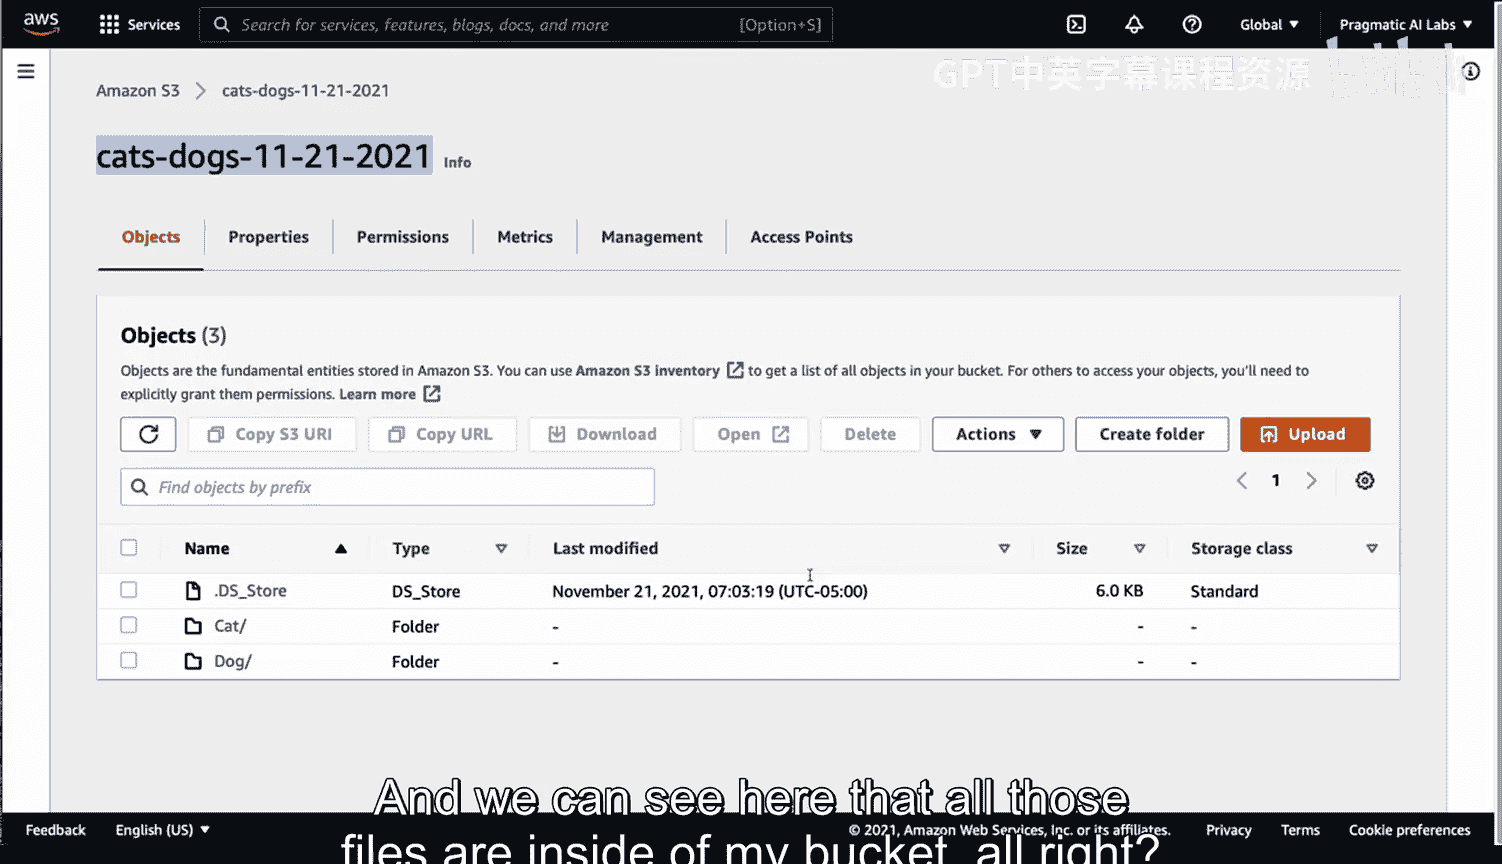 aws Services Search for services, features, blogs, docs, and more [Option+S] Global Pragmatic AI Labs
GPT中英字幕课程资源
Amazon S3 cats-dogs-11-21-2021
cats-dogs-11-21-2021 Info
Objects Properties Permissions Metrics Management Access Points
Objects (3)
Objects are the fundamental entities stored in Amazon S3. You can use Amazon S3 inventory to get a list of all objects in your bucket. For others to access your objects, you'll need to
explicitly grant them permissions. Learn more
Copy S3 URI Copy URL Download Open Delete Actions Create folder Upload
Find objects by prefix 1
Name Type Last modified Size Storage class
.DS_Store DS_Store November 21, 2021, 07:03:19 (UTC-05:00) 6.0 KB Standard
Cat/ Folder - - -
Dog/ Folder - - -
And we can see here that all those
files are inside of my bucket, all right?
Feedback English (US) © 2021, Amazon Web Services, Inc. or its affiliates. Privacy Terms Cookie preferences